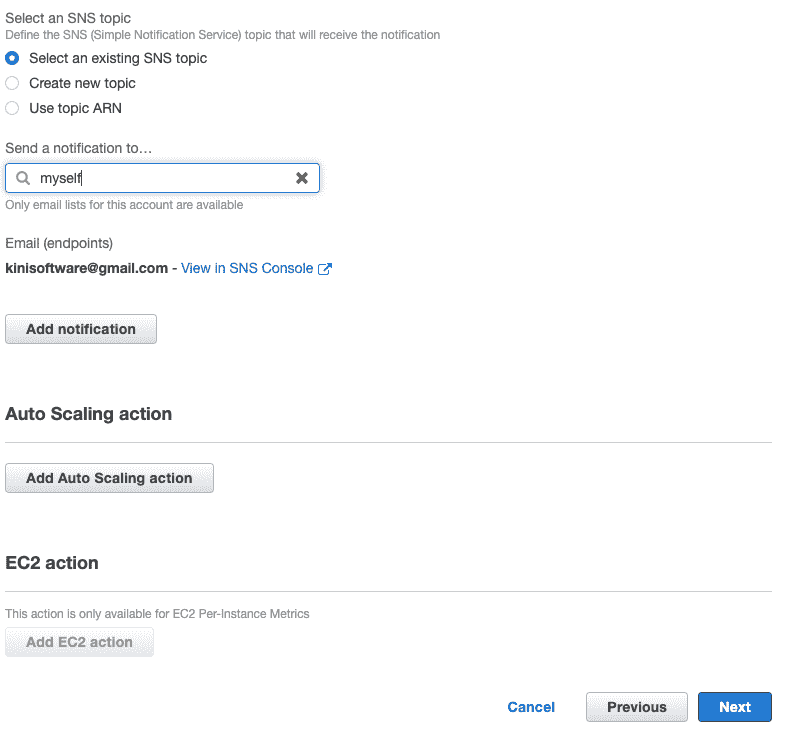 Select an SNS topic
Define the SNS (Simple Notification Service) topic that will receive the notification
Select an existing SNS topic
Create new topic
Use topic ARN
Send a notification to…
myself
Only email lists for this account are available
Email (endpoints)
kinisoftware@gmail.com - View in SNS Console
Add notification
Auto Scaling action
Add Auto Scaling action
EC2 action
This action is only available for EC2 Per-Instance Metrics
Add EC2 action
Cancel Previous Next